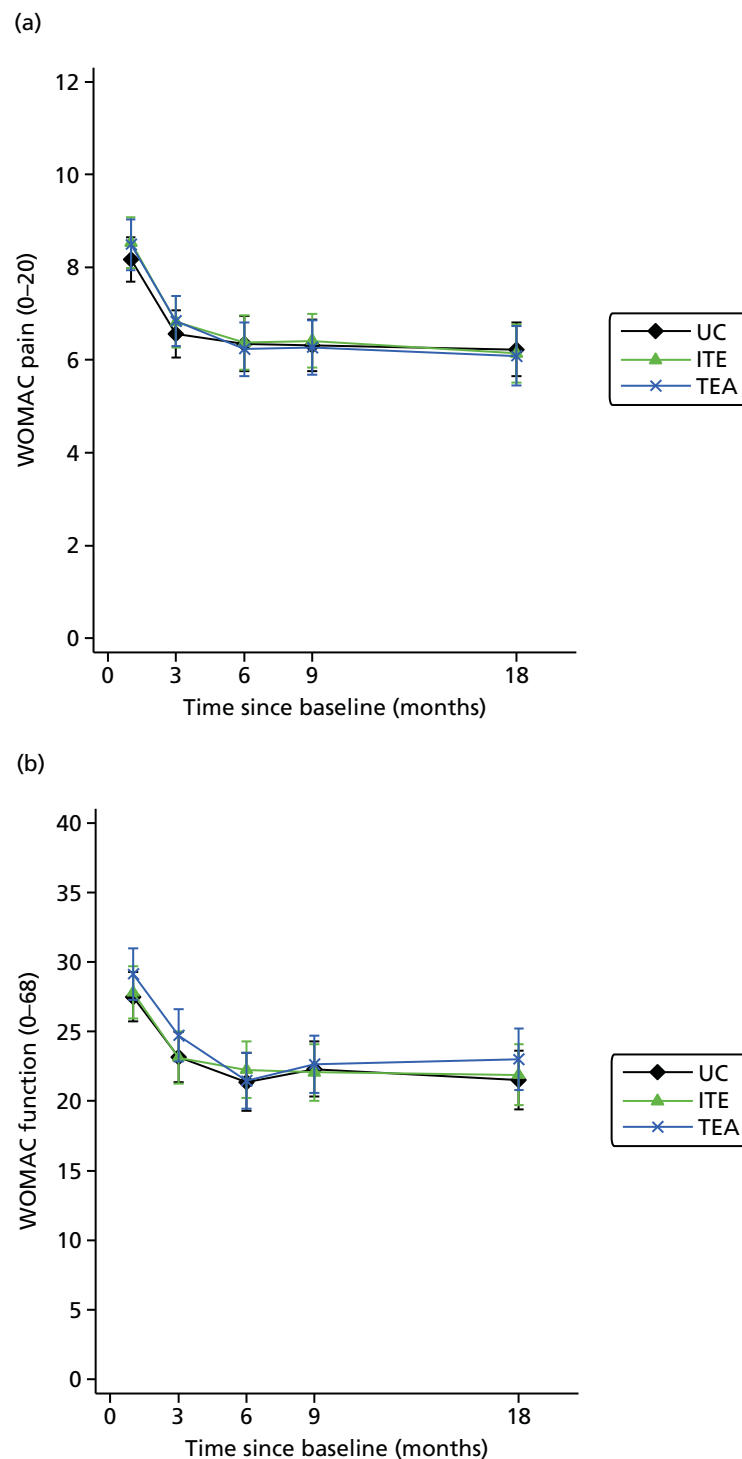 (a)
12
10
8
6
4
2
0
WOMAC pain (0–20)
0 3 6 9 18
Time since baseline (months)
UC
ITE
TEA
(b)
40
35
30
25
20
15
10
5
0
WOMAC function (0–68)
0 3 6 9 18
Time since baseline (months)
UC
ITE
TEA